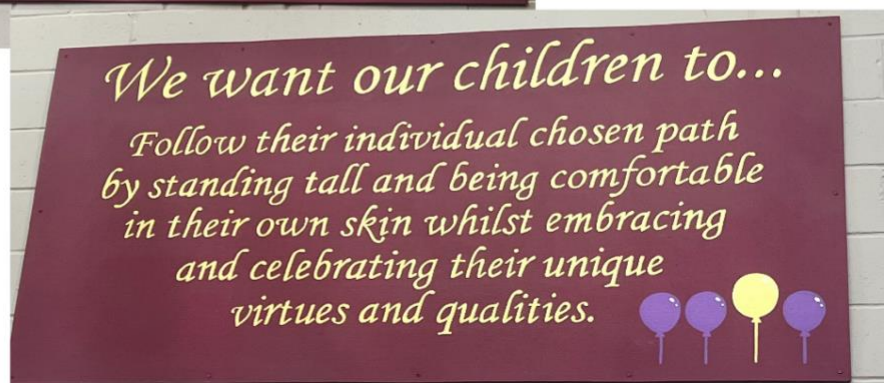 We want our children to...
Follow their individual chosen path
by standing tall and being comfortable
in their own skin whilst embracing
and celebrating their unique
virtues and qualities.